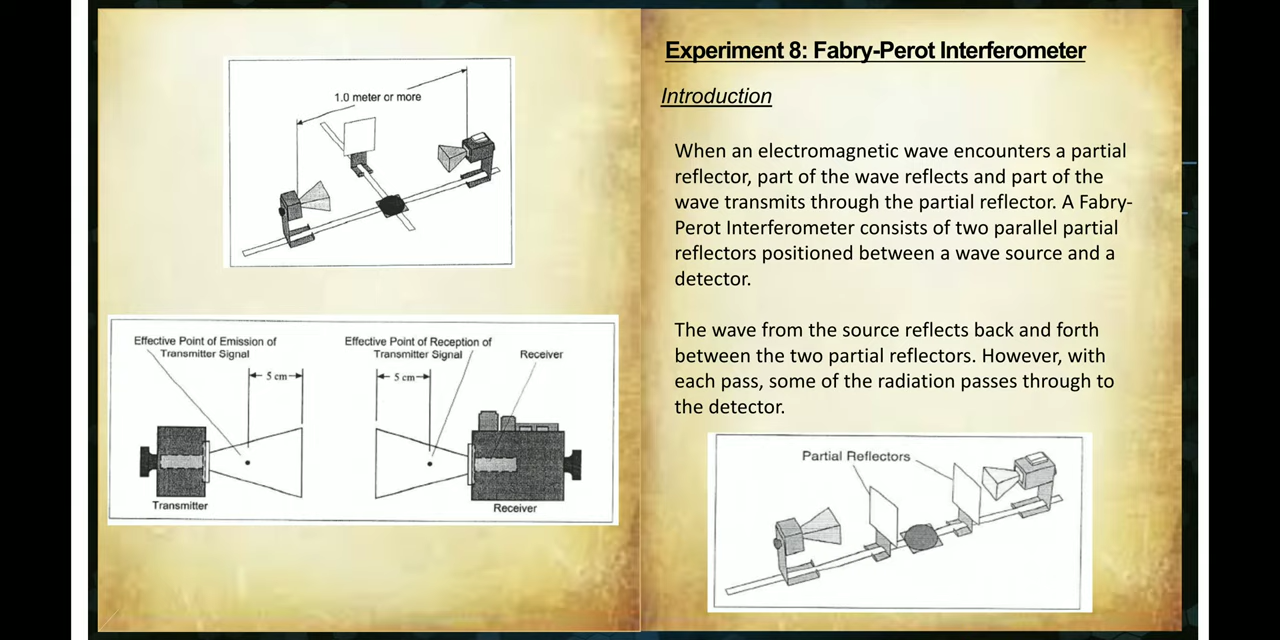 1.0 meter or more
Effective Point of Emission of
Transmitter Signal
Effective Point of Reception of
Transmitter Signal
Receiver
5 cm
5 cm
Transmitter
Receiver
Experiment 8: Fabry-Perot Interferometer
Introduction
When an electromagnetic wave encounters a partial
reflector, part of the wave reflects and part of the
wave transmits through the partial reflector. A Fabry-
Perot Interferometer consists of two parallel partial
reflectors positioned between a wave source and a
detector.
The wave from the source reflects back and forth
between the two partial reflectors. However, with
each pass, some of the radiation passes through to
the detector.
Partial Reflectors